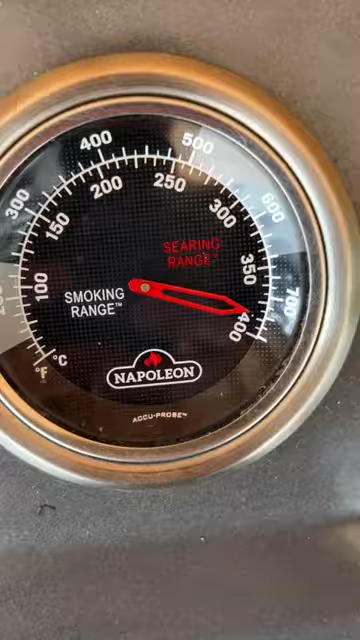 400
500
300
600
200
250
150
300
SEARING
RANGE™
100
350
SMOKING
RANGE™
700
400
°C
°F
NAPOLEON
ACCU-PROBE™